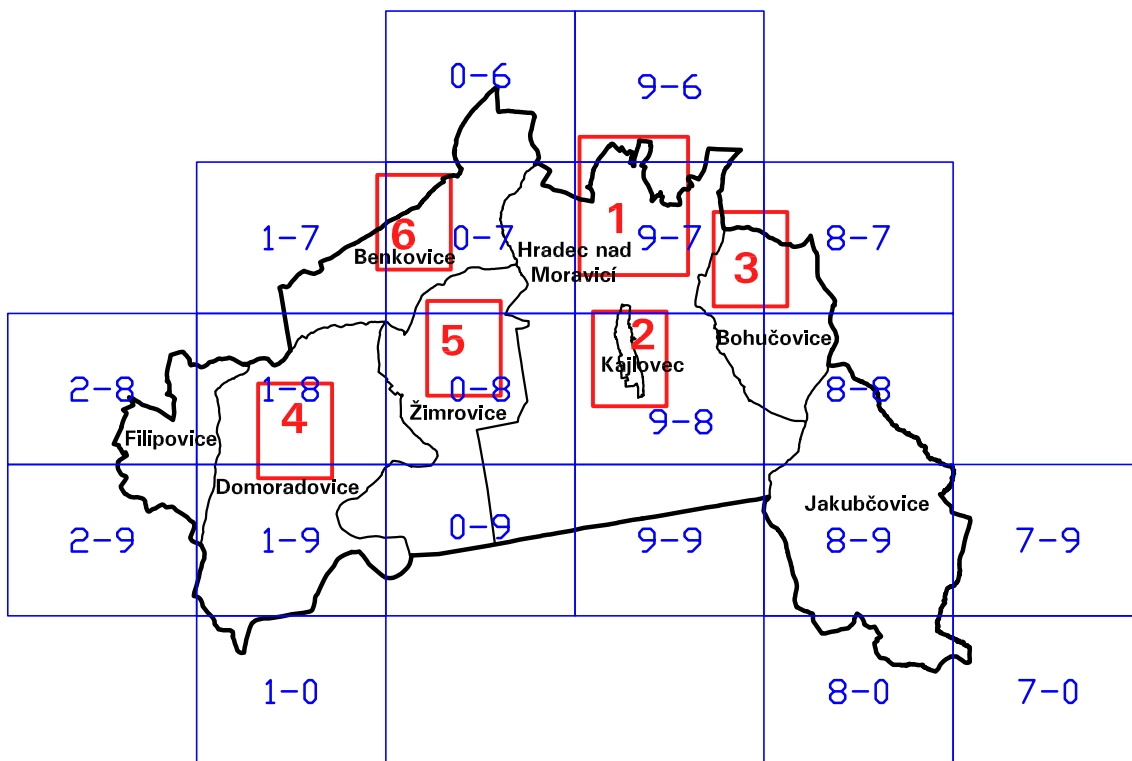 0-6
9-6
1
6
1-7
0-7
9-7
8-7
Benkovice
Hradec nad
Moravicí
3
5
2
Bohučovice
Kajlovec
2-8
1-8
0-8
8-8
4
Žimrovice
9-8
Filipovice
Domoradovice
Jakubčovice
2-9
1-9
0-9
9-9
8-9
7-9
1-0
8-0
7-0